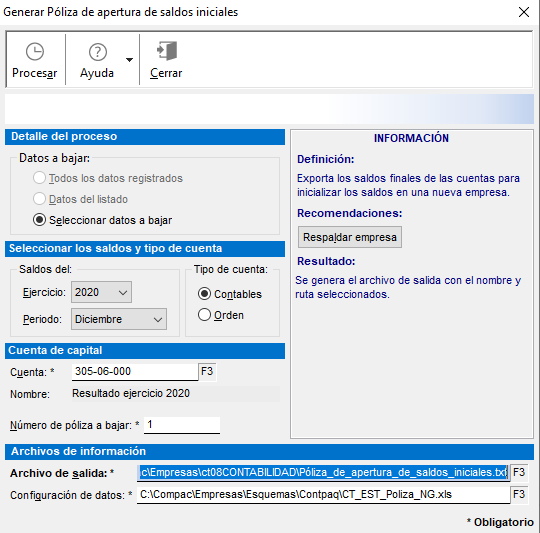 Generar Póliza de apertura de saldos iniciales
Procesar
Ayuda
Cerrar
Detalle del proceso
Datos a bajar:
Todos los datos registrados
Datos del listado
Seleccionar datos a bajar
Seleccionar los saldos y tipo de cuenta
Saldos del:
Ejercicio: 2020
Periodo: Diciembre
Tipo de cuenta:
Contables
Orden
Cuenta de capital
Cuenta: * 305-06-000 F3
Nombre: Resultado ejercicio 2020
Número de póliza a bajar: * 1
INFORMACIÓN
Definición:
Exporta los saldos finales de las cuentas para
inicializar los saldos en una nueva empresa.
Recomendaciones:
Respaldar empresa
Resultado:
Se genera el archivo de salida con el nombre y
ruta seleccionados.
Archivos de información
Archivo de salida: * c\Empresas\ct08CONTABILIDAD\Póliza_de_apertura_de_saldos_iniciales.txt F3
Configuración de datos: * C:\Compac\Empresas\Esquemas\Contpaq\CT_EST_Poliza_NG.xls F3
* Obligatorio